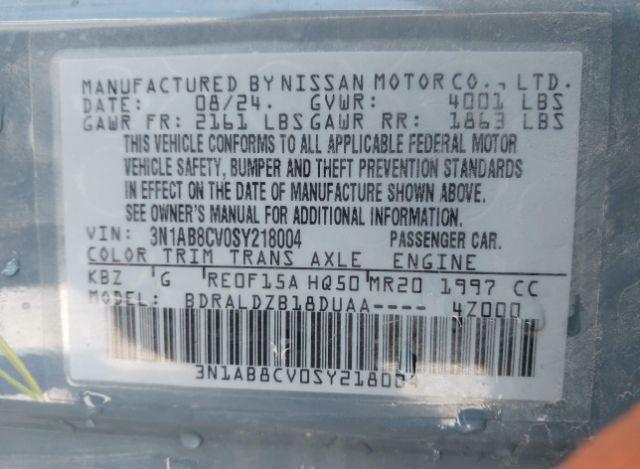 MANUFACTURED BY NISSAN MOTOR CO., LTD.
DATE: 08/24. GVWR: 4001 LBS
GAWR FR: 2161 LBS GAWR RR: 1863 LBS
THIS VEHICLE CONFORMS TO ALL APPLICABLE FEDERAL MOTOR
VEHICLE SAFETY, BUMPER AND THEFT PREVENTION STANDARDS
IN EFFECT ON THE DATE OF MANUFACTURE SHOWN ABOVE.
SEE OWNER'S MANUAL FOR ADDITIONAL INFORMATION.
VIN: 3N1AB8CV0SY218004 PASSENGER CAR.
COLOR TRIM TRANS AXLE ENGINE
KBZ G RE0F15A HQ50 MR20 1997 CC
MODEL: BDRALDZB18DUAA---- 4Z000
3N1AB8CV0SY218004